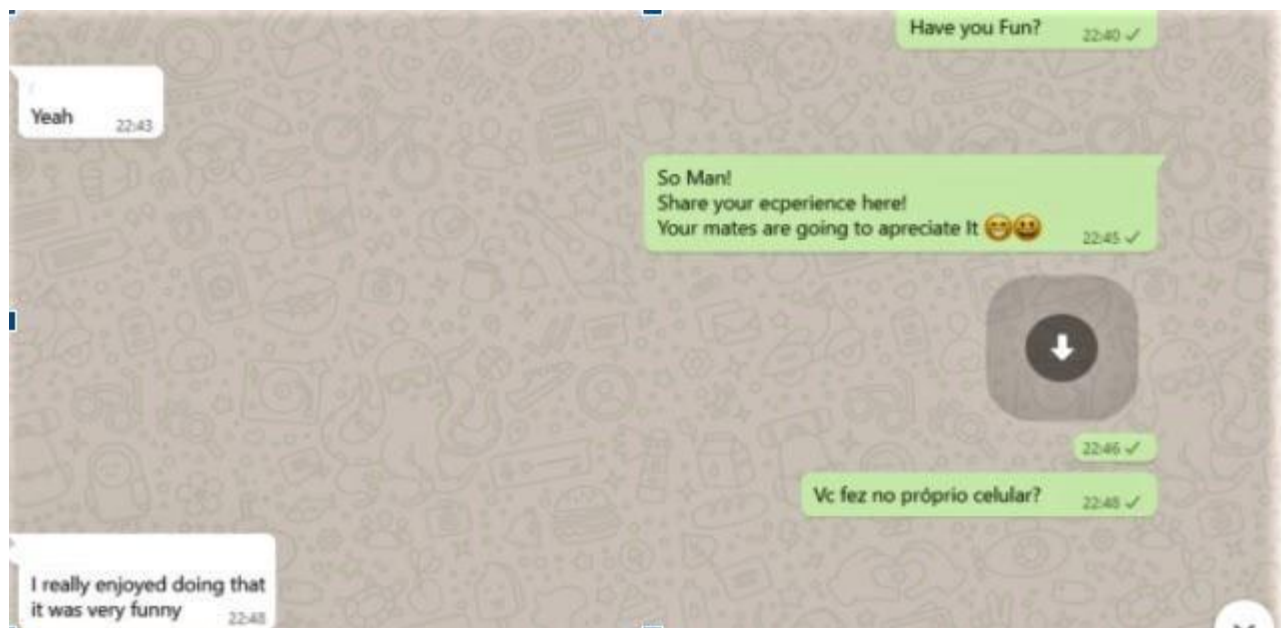 Have you Fun?
22:40
Yeah
22:43
So Man!
Share your ecperience here!
Your mates are going to apreciate It 😁😃
22:45
22:46
Vc fez no próprio celular?
22:48
I really enjoyed doing that
it was very funny
22:48